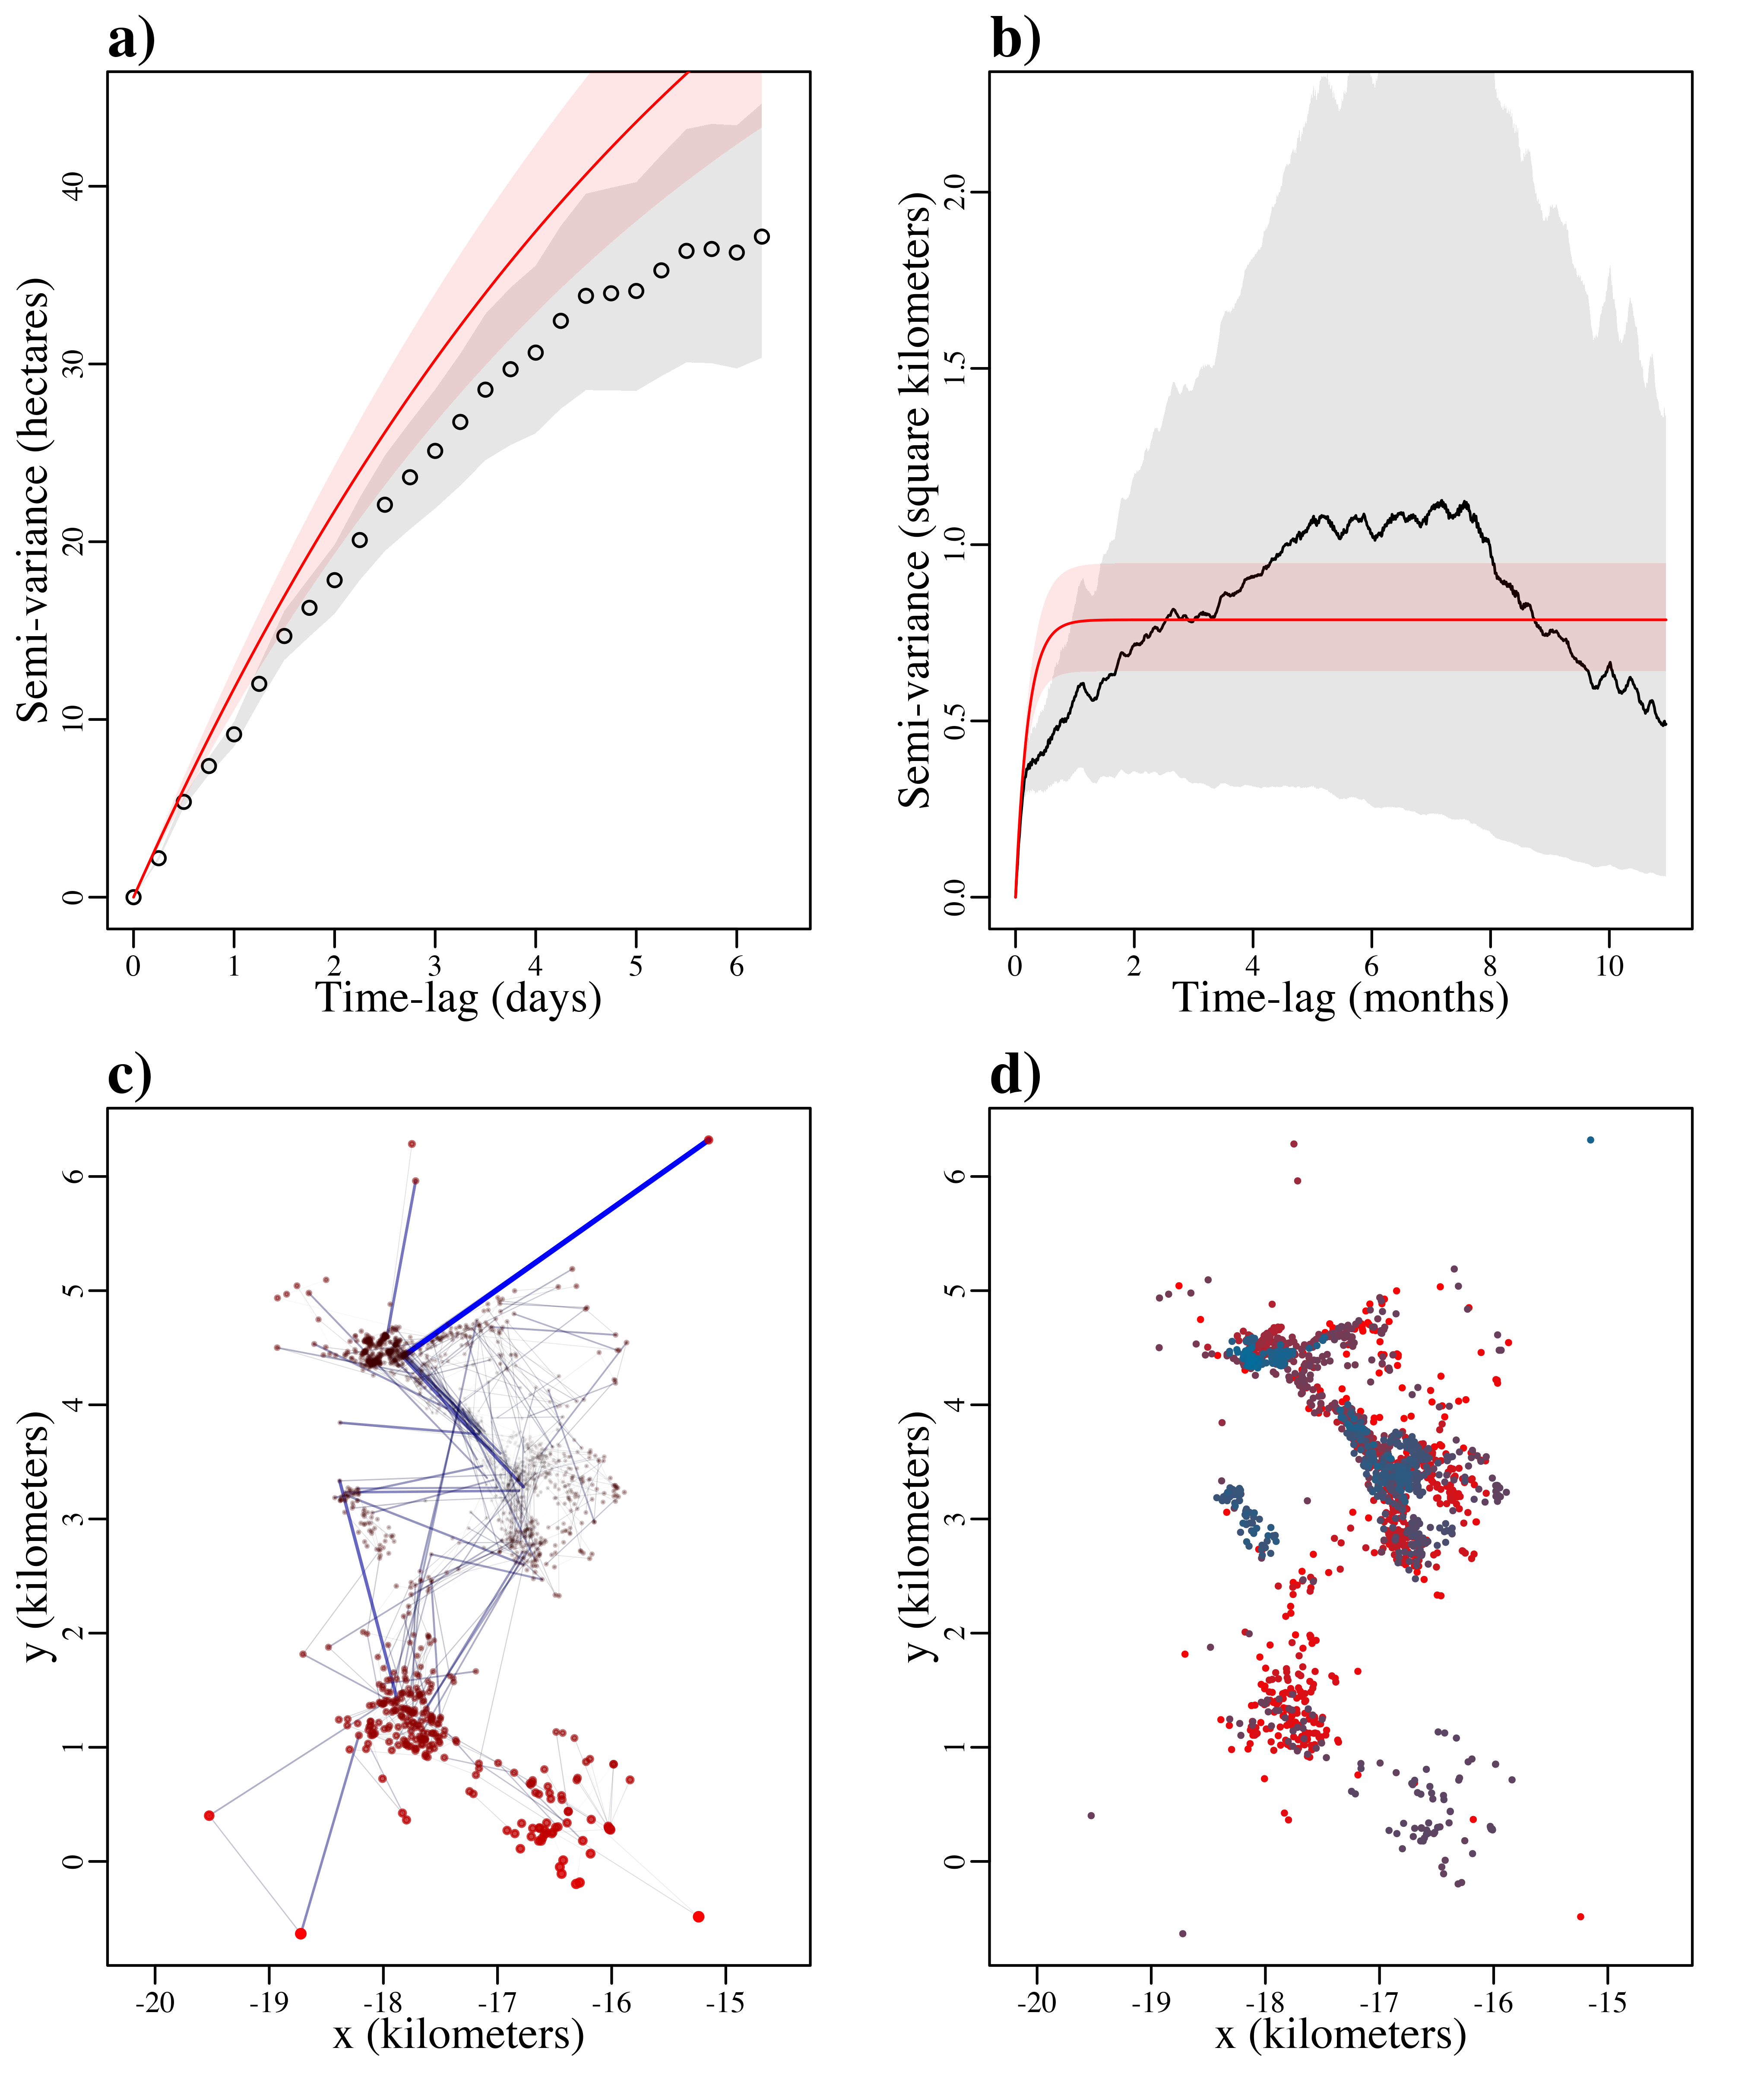 a)
Semi-variance (hectares)
0 10 20 30 40
0 1 2 3 4 5 6
Time-lag (days)
b)
Semi-variance (square kilometers)
0.0 0.5 1.0 1.5 2.0
0 2 4 6 8 10
Time-lag (months)
c)
y (kilometers)
0 1 2 3 4 5 6
-20 -19 -18 -17 -16 -15
x (kilometers)
d)
y (kilometers)
0 1 2 3 4 5 6
-20 -19 -18 -17 -16 -15
x (kilometers)